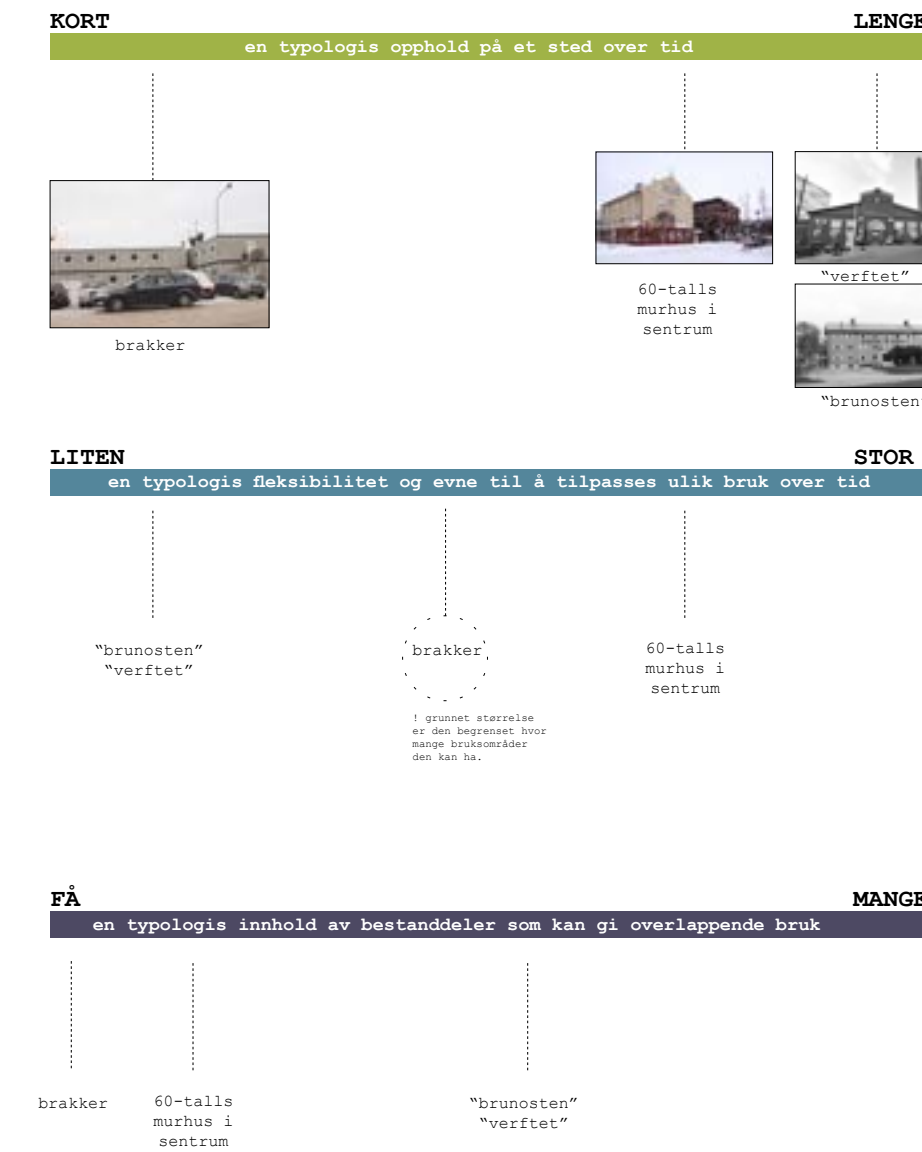 KORT LENGE
en typologis opphold på et sted over tid
60-talls
murhus i
sentrum
“verftet”
brakker
“brunosten”
LITEN STOR
en typologis fleksibilitet og evne til å tilpasses ulik bruk over tid
“brunosten”
“verftet”
brakker
60-talls
murhus i
sentrum
! grunnet størrelse
er den begrenset hvor
mange bruksområder
den kan ha.
FÅ MANGE
en typologis innhold av bestanddeler som kan gi overlappende bruk
brakker
60-talls
murhus i
sentrum
“brunosten”
“verftet”